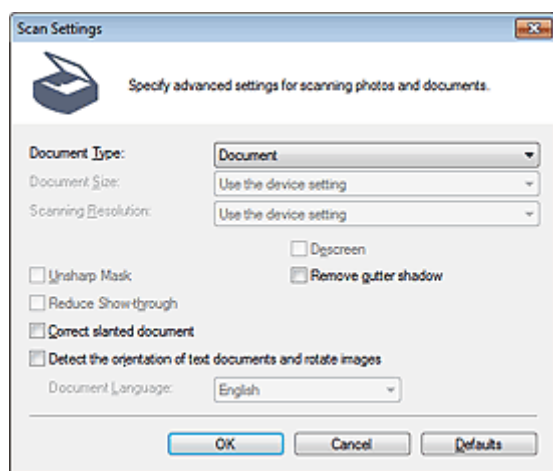 Scan Settings
Specify advanced settings for scanning photos and documents.
Document Type: Document
Document Size: Use the device setting
Scanning Resolution: Use the device setting
Descreen
Unsharp Mask Remove gutter shadow
Reduce Show-through
Correct slanted document
Detect the orientation of text documents and rotate images
Document Language: English
OK Cancel Defaults